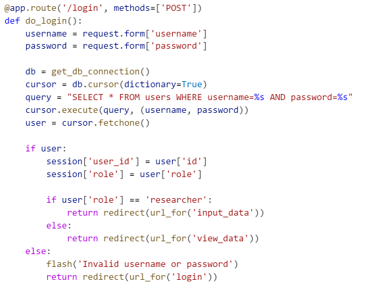 @app.route('/login', methods=['POST'])
def do_login():
    username = request.form['username']
    password = request.form['password']

    db = get_db_connection()
    cursor = db.cursor(dictionary=True)
    query = "SELECT * FROM users WHERE username=%s AND password=%s"
    cursor.execute(query, (username, password))
    user = cursor.fetchone()

    if user:
        session['user_id'] = user['id']
        session['role'] = user['role']

        if user['role'] == 'researcher':
            return redirect(url_for('input_data'))
        else:
            return redirect(url_for('view_data'))
    else:
        flash('Invalid username or password')
        return redirect(url_for('login'))